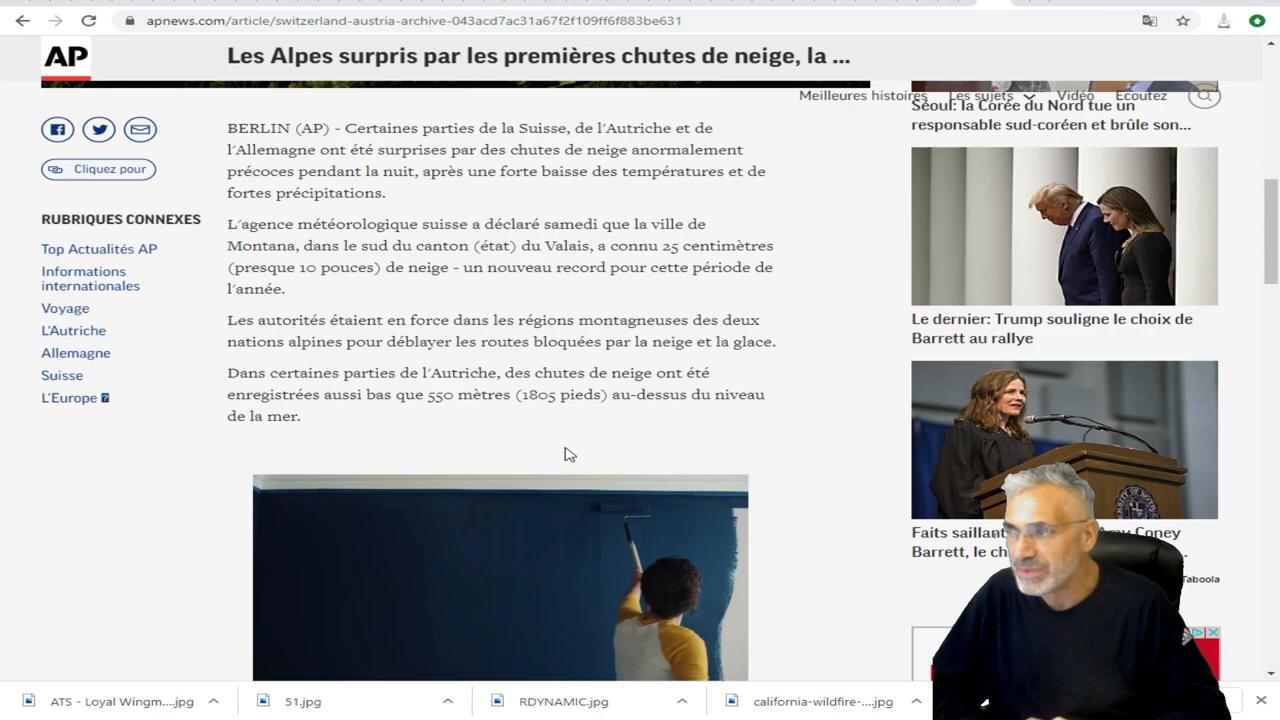 apnews.com/article/switzerland-austria-archive-043acd7ac31a67f2f109ff6f883be631
AP
Les Alpes surpris par les premières chutes de neige, la ...
Meilleures histoires
Les sujets
Vidéo
Ecoutez
Cliquez pour
RUBRIQUES CONNEXES
Top Actualités AP
Informations
internationales
Voyage
L'Autriche
Allemagne
Suisse
L'Europe
BERLIN (AP) - Certaines parties de la Suisse, de l'Autriche et de
l'Allemagne ont été surprises par des chutes de neige anormalement
précoces pendant la nuit, après une forte baisse des températures et de
fortes précipitations.
L'agence météorologique suisse a déclaré samedi que la ville de
Montana, dans le sud du canton (état) du Valais, a connu 25 centimètres
(presque 10 pouces) de neige - un nouveau record pour cette période de
l'année.
Les autorités étaient en force dans les régions montagneuses des deux
nations alpines pour déblayer les routes bloquées par la neige et la glace.
Dans certaines parties de l'Autriche, des chutes de neige ont été
enregistrées aussi bas que 550 mètres (1805 pieds) au-dessus du niveau
de la mer.
Séoul: la Corée du Nord tue un
responsable sud-coréen et brûle son...
Le dernier: Trump souligne le choix de
Barrett au rallye
Faits Coney
Barrett, le
Taboola
ATS - Loyal Wingm....jpg
51.jpg
RDYNAMIC.jpg
california-wildfire-....jpg